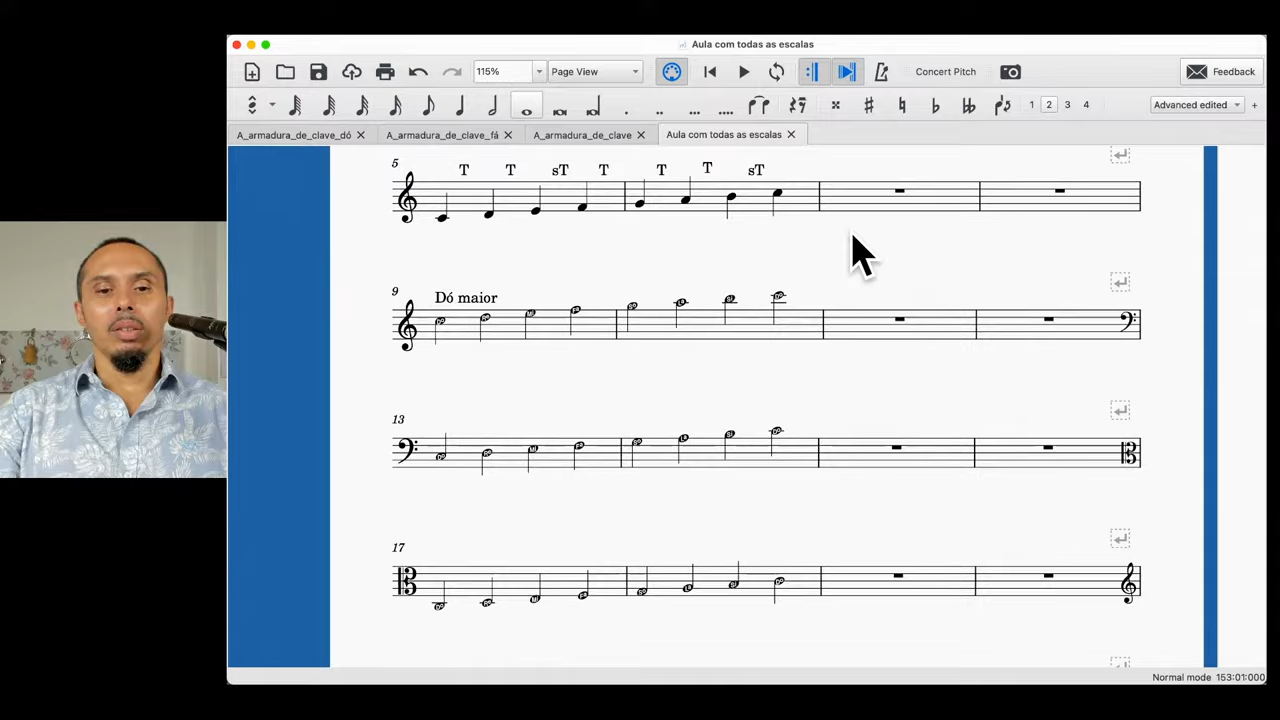 Aula com todas as escalas
115% Page View Concert Pitch Feedback
1 2 3 4 Advanced edited +
A_armadura_de_clave_dó A_armadura_de_clave_fá A_armadura_de_clave Aula com todas as escalas
5 T T sT T T T sT
9 Dó maior
13
17
Normal mode 153:01:000